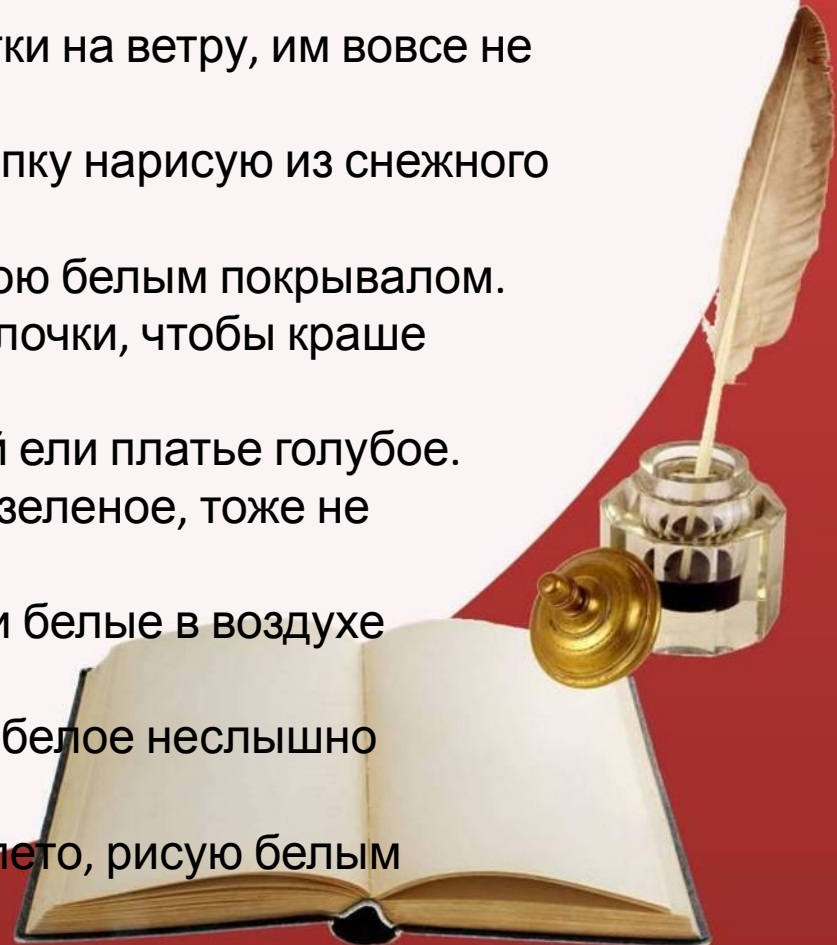 тки на ветру, им вовсе не
пку нарисую из снежного
ою белым покрывалом.
лочки, чтобы краше
й ели платье голубое.
зеленое, тоже не
и белые в воздухе
белое неслышно
лето, рисую белым